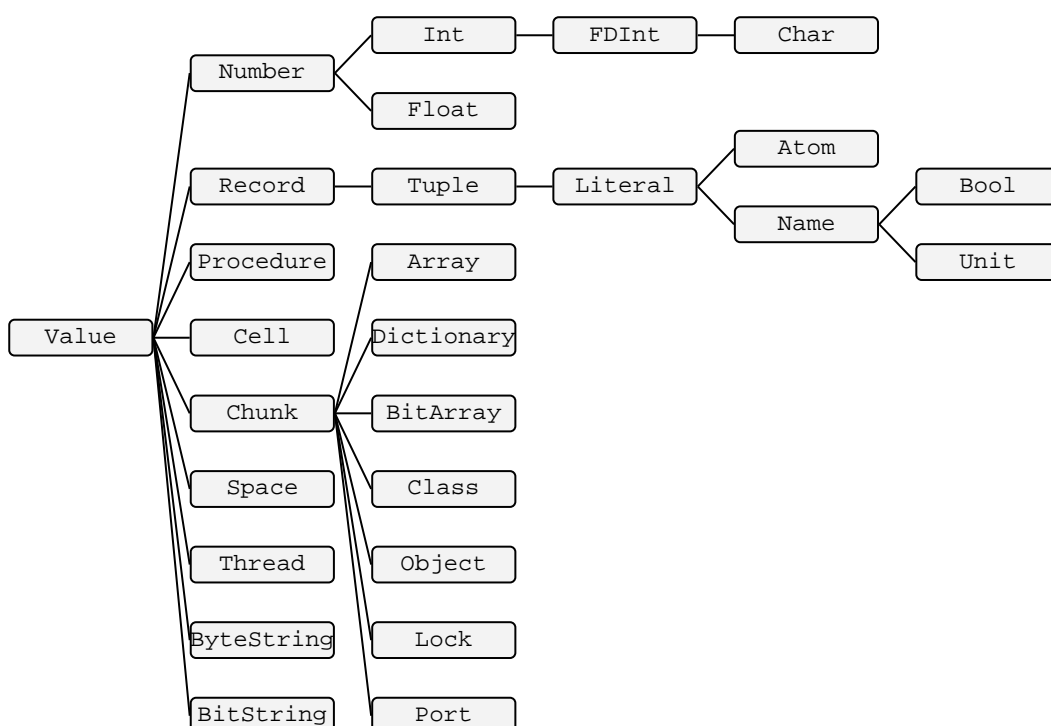 Int
FDInt
Char
Number
Float
Atom
Record
Tuple
Literal
Bool
Name
Procedure
Array
Unit
Value
Cell
Dictionary
Chunk
BitArray
Space
Class
Thread
Object
ByteString
Lock
BitString
Port